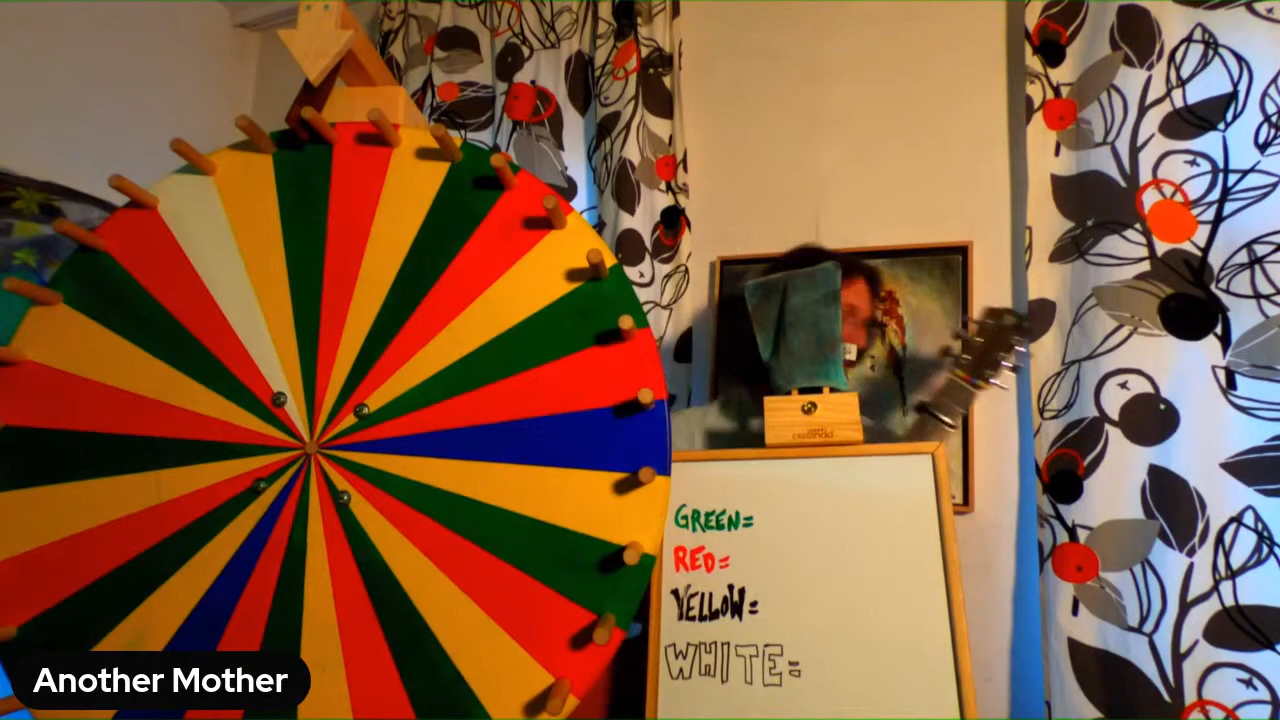 GREEN=
RED=
YELLOW=
WHITE=
Another Mother